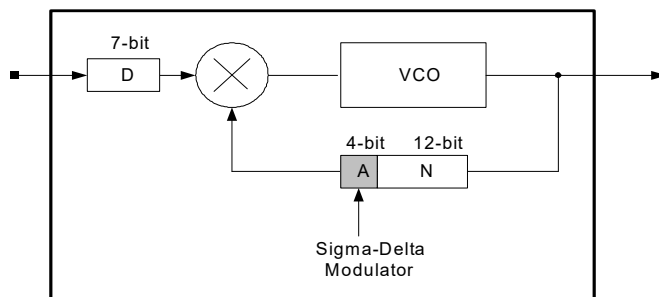 7-bit
D
VCO
4-bit 12-bit
A N
Sigma-Delta
Modulator